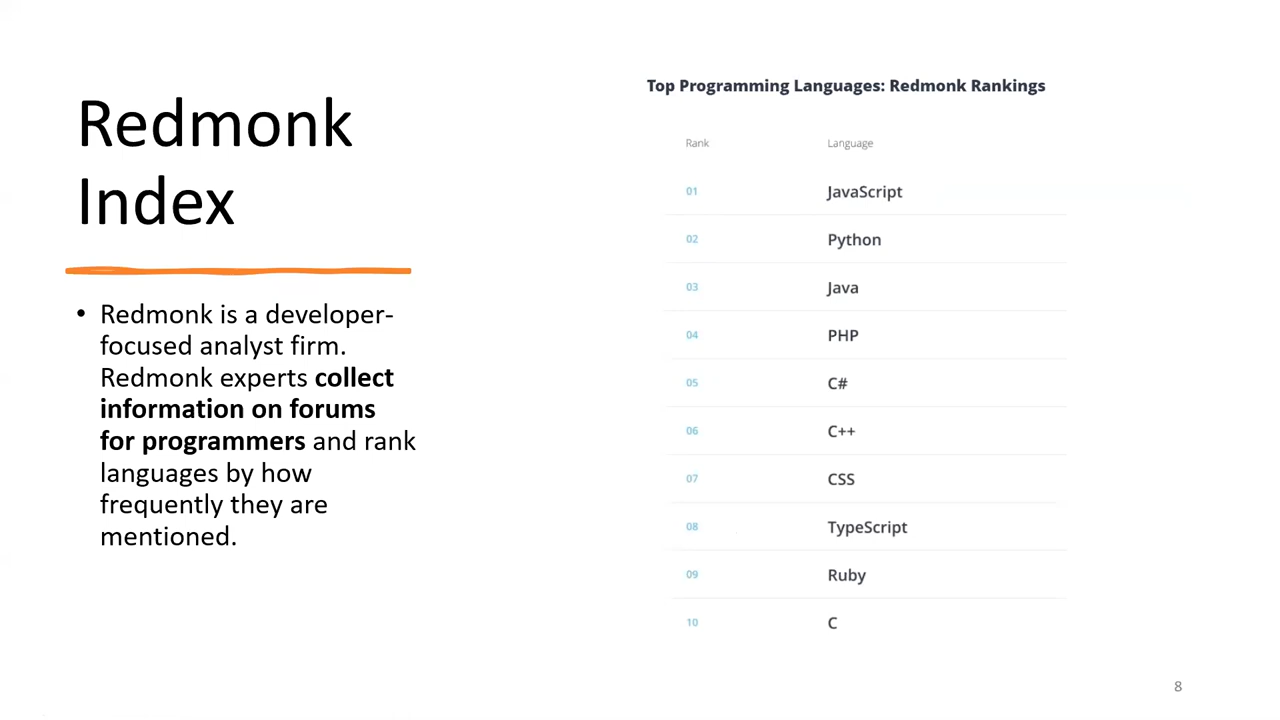 Redmonk
Index
• Redmonk is a developer-
focused analyst firm.
Redmonk experts collect
information on forums
for programmers and rank
languages by how
frequently they are
mentioned.
Top Programming Languages: Redmonk Rankings
Rank Language
01 JavaScript
02 Python
03 Java
04 PHP
05 C#
06 C++
07 CSS
08 TypeScript
09 Ruby
10 C
8